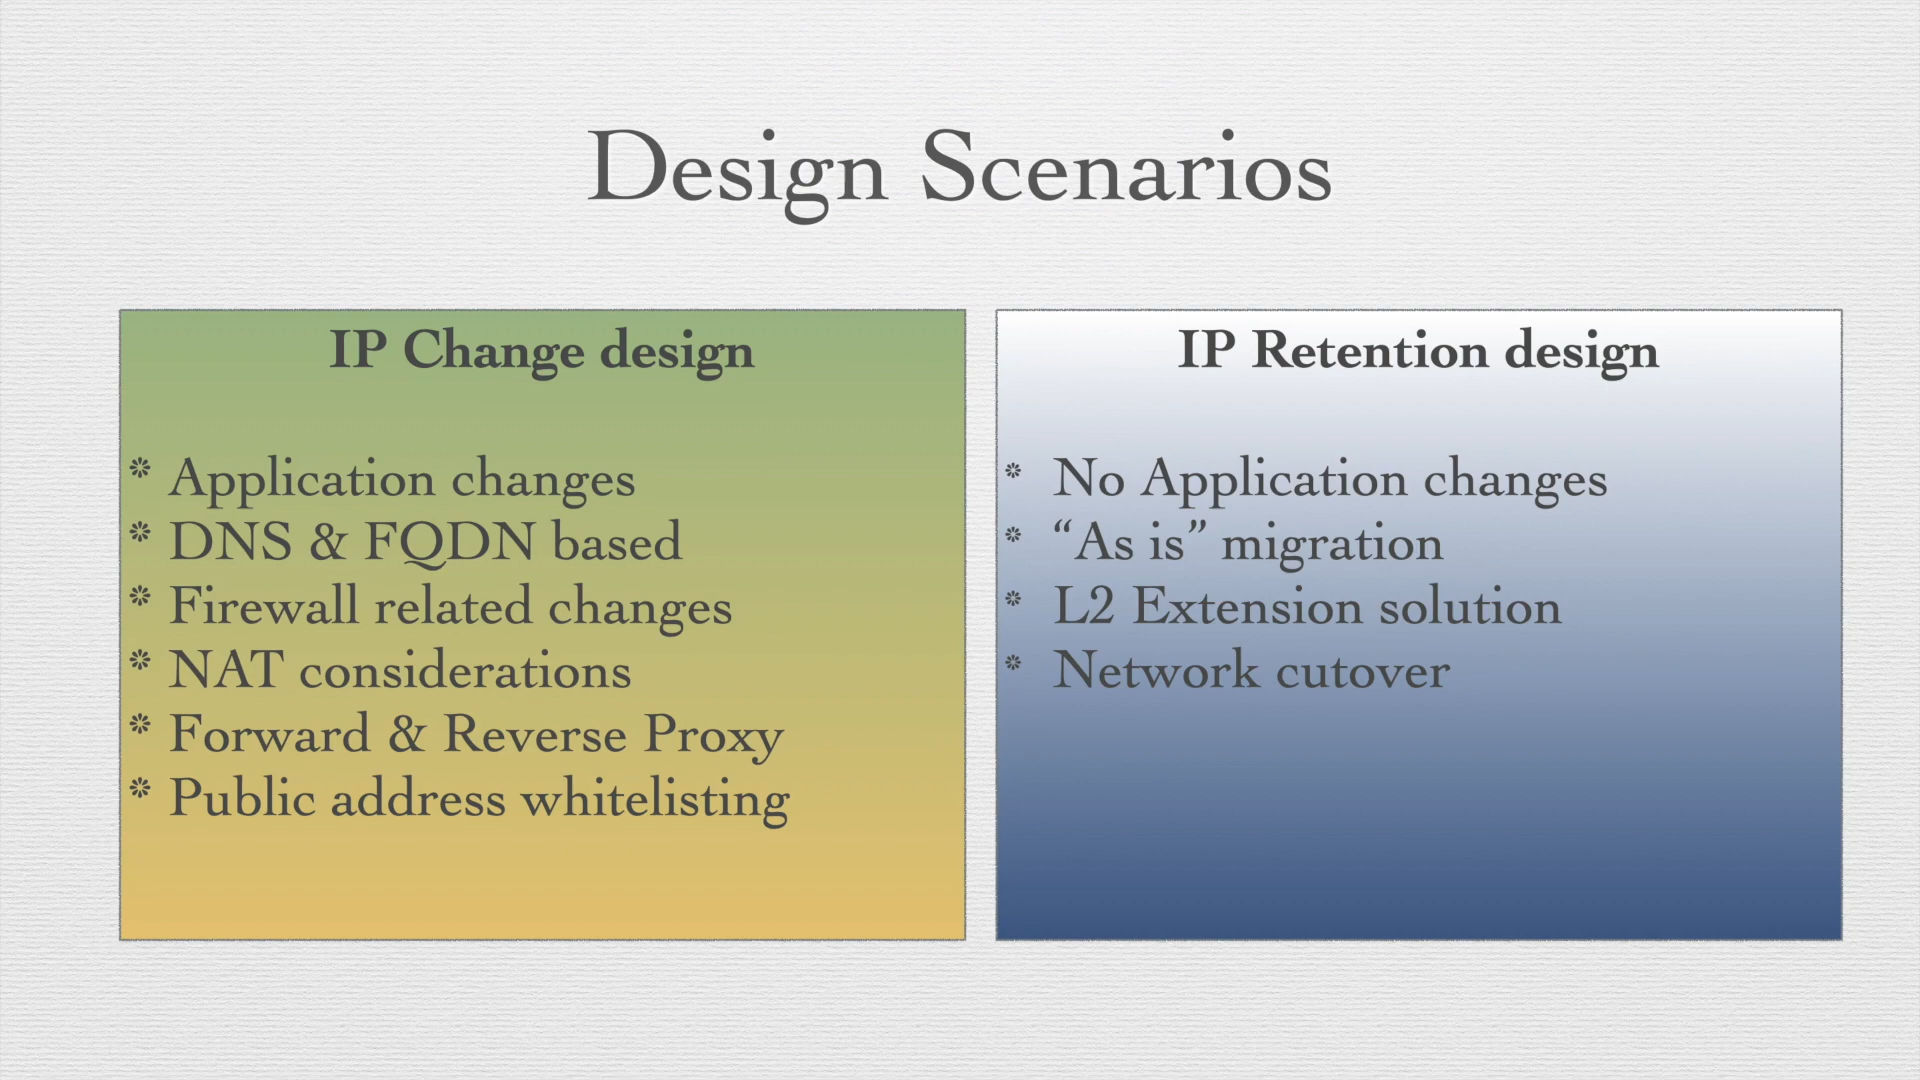 Design Scenarios
IP Change design
* Application changes
* DNS & FQDN based
* Firewall related changes
* NAT considerations
* Forward & Reverse Proxy
* Public address whitelisting
IP Retention design
* No Application changes
* “As is” migration
* L2 Extension solution
* Network cutover